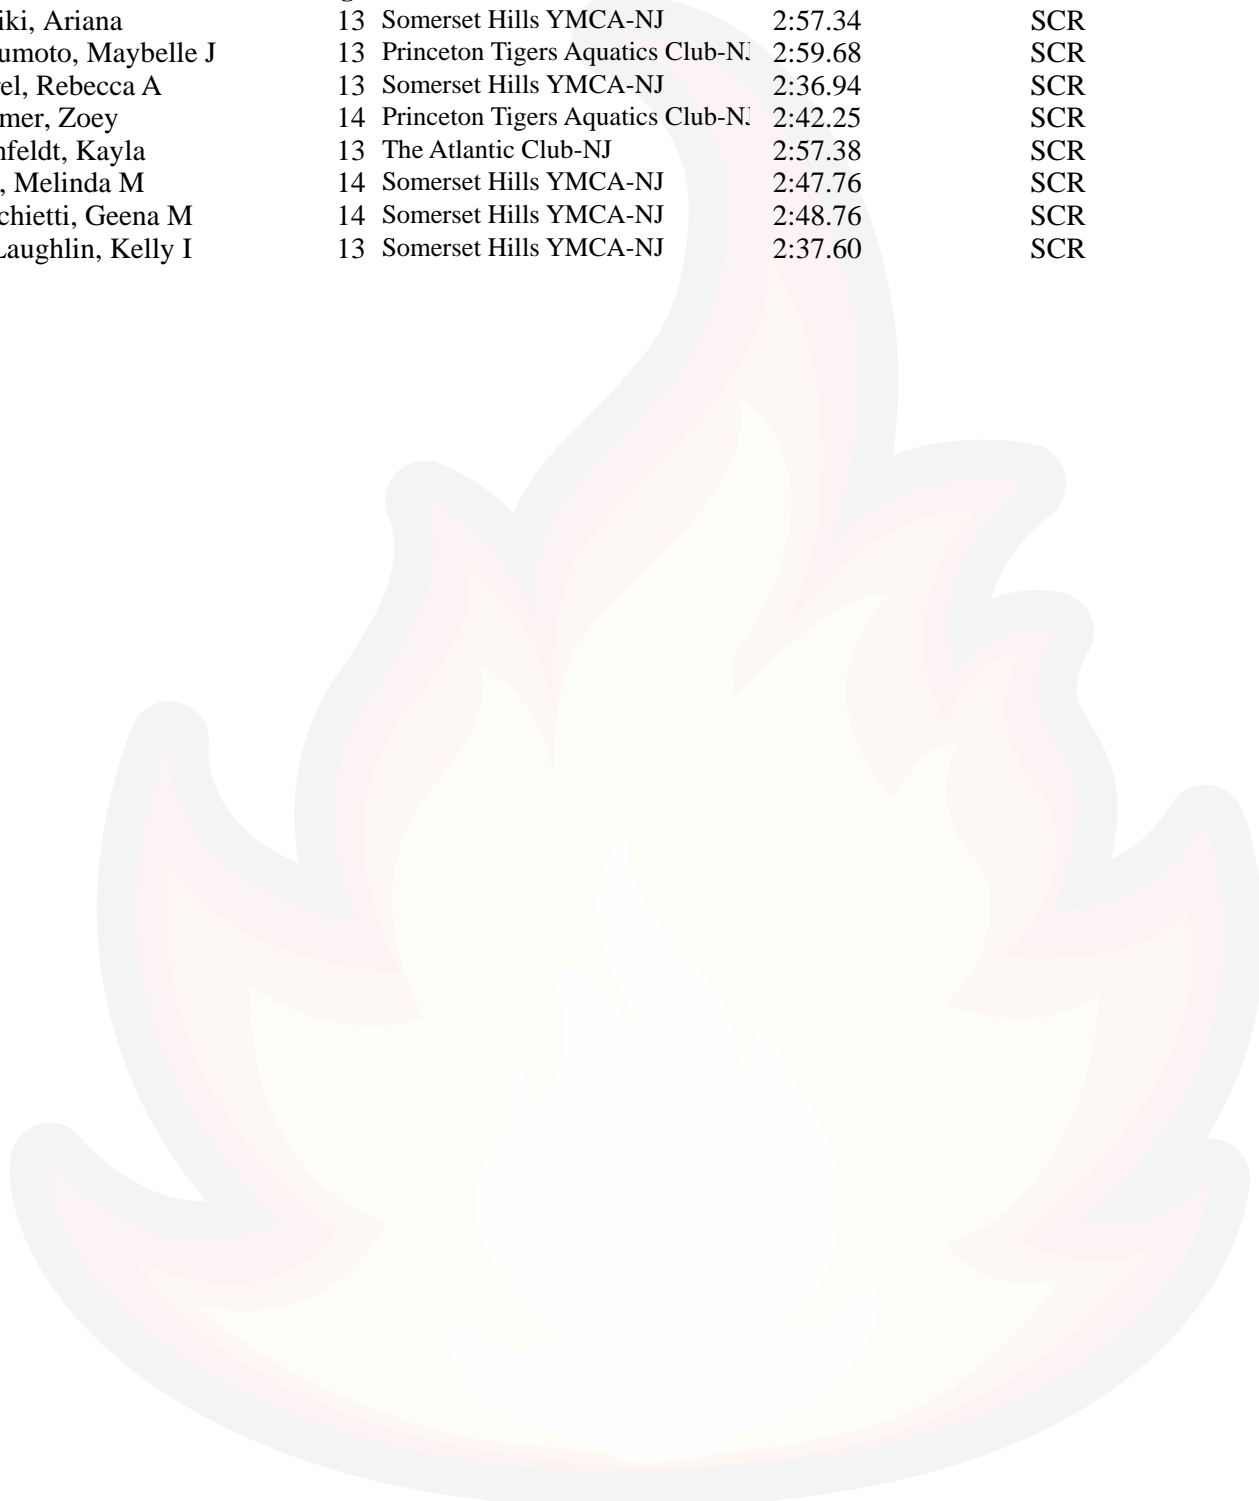 iki, Ariana 13 Somerset Hills YMCA-NJ 2:57.34 SCR
umoto, Maybelle J 13 Princeton Tigers Aquatics Club-NJ 2:59.68 SCR
el, Rebecca A 13 Somerset Hills YMCA-NJ 2:36.94 SCR
mer, Zoey 14 Princeton Tigers Aquatics Club-NJ 2:42.25 SCR
nfeldt, Kayla 13 The Atlantic Club-NJ 2:57.38 SCR
, Melinda M 14 Somerset Hills YMCA-NJ 2:47.76 SCR
chietti, Geena M 14 Somerset Hills YMCA-NJ 2:48.76 SCR
Laughlin, Kelly I 13 Somerset Hills YMCA-NJ 2:37.60 SCR